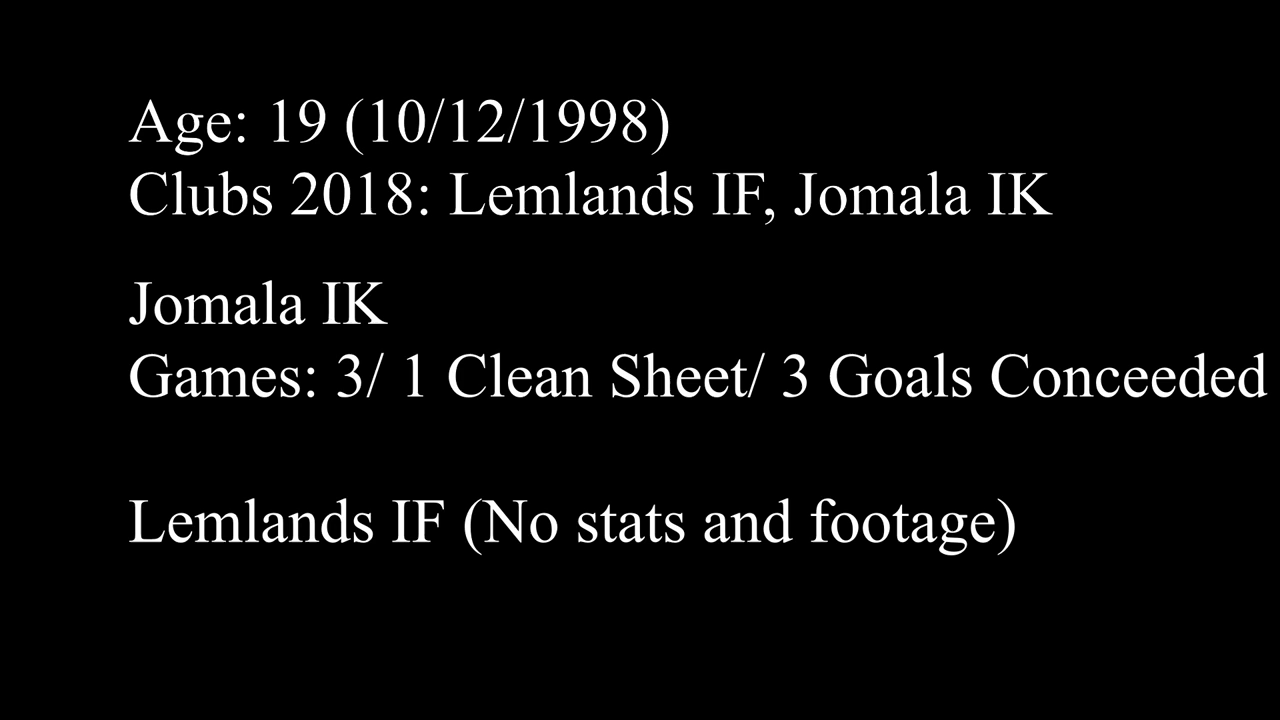 Age: 19 (10/12/1998)
Clubs 2018: Lemlands IF, Jomala IK
Jomala IK
Games: 3/ 1 Clean Sheet/ 3 Goals Conceeded
Lemlands IF (No stats and footage)